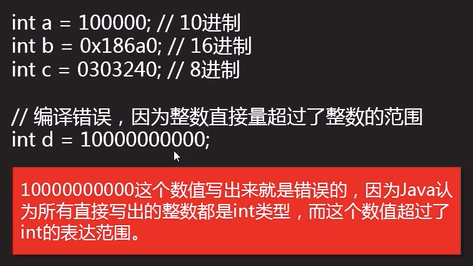 int a = 100000; // 10进制
int b = 0x186a0; // 16进制
int c = 0303240; // 8进制
// 编译错误，因为整数直接量超过了整数的范围
int d = 10000000000;
10000000000这个数值写出来就是错误的，因为Java认
为所有直接写出的整数都是int类型，而这个数值超过了
int的表达范围。